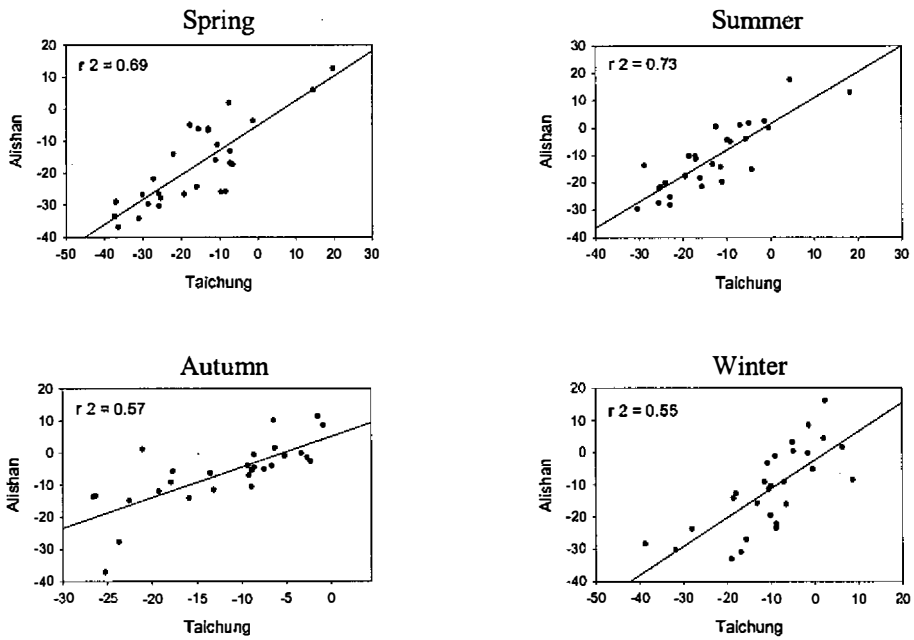 Spring
20
r 2 = 0.69
10
0
-10
-20
-30
-40
Alishan
-50 -40 -30 -20 -10 0 10 20 30
Taichung
Summer
30
r 2 = 0.73
20
10
0
-10
-20
-30
-40
Alishan
-40 -30 -20 -10 0 10 20 30
Taichung
Autumn
20
r 2 = 0.57
10
0
-10
-20
-30
-40
Alishan
-30 -25 -20 -15 -10 -5 0
Taichung
Winter
20
r 2 = 0.55
10
0
-10
-20
-30
-40
Alishan
-50 -40 -30 -20 -10 0 10 20
Taichung